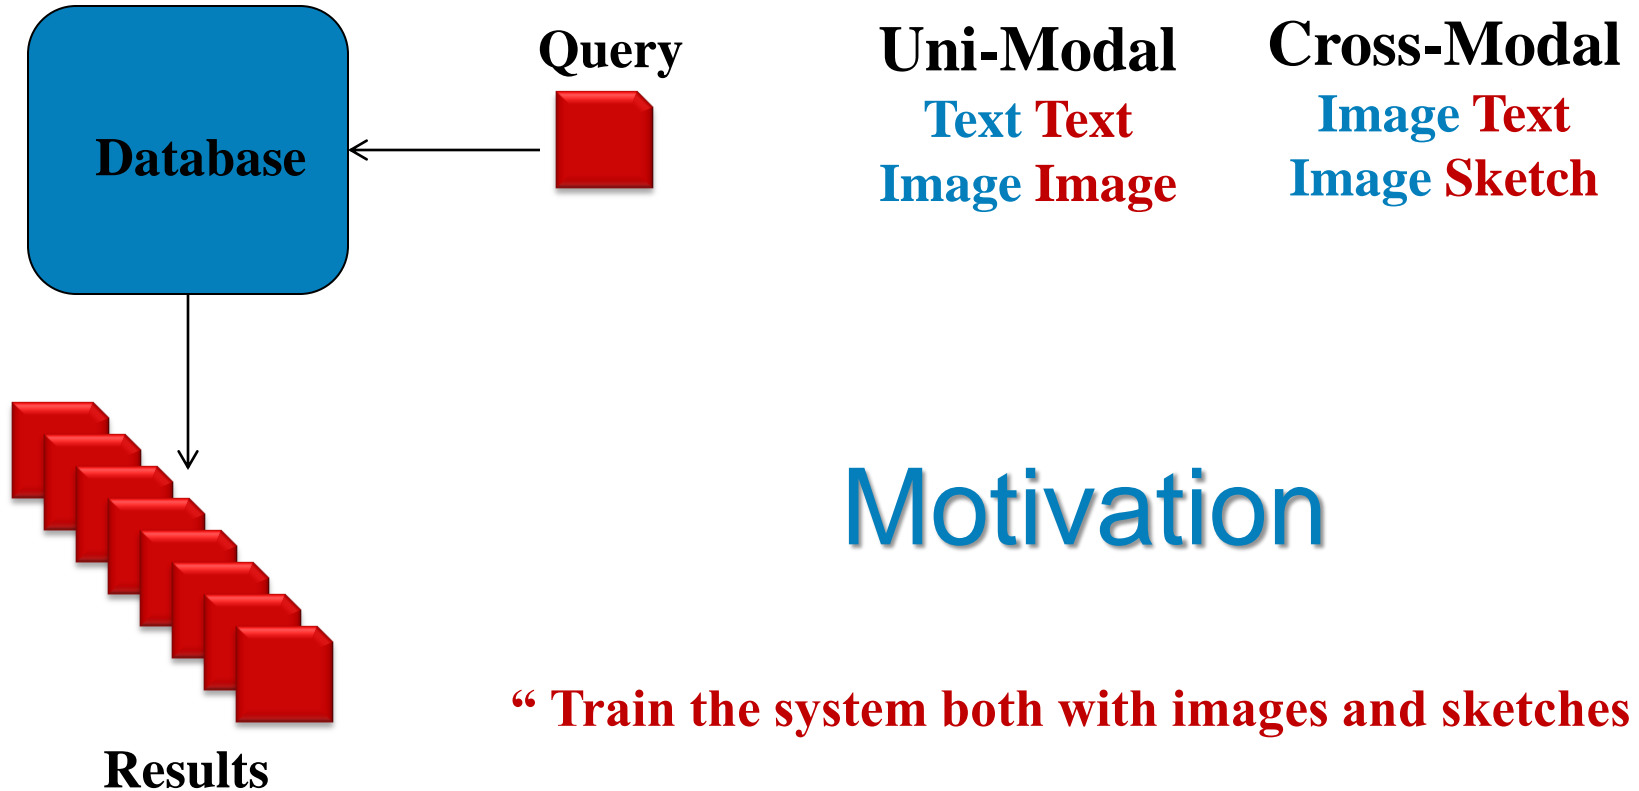 Database
Query
Uni-Modal
Text Text
Image Image
Cross-Modal
Image Text
Image Sketch
Motivation
“ Train the system both with images and sketches
Results